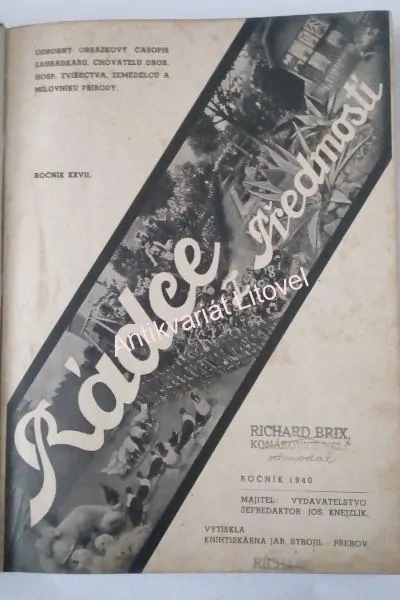 ODBORNÝ OBRÁZKOVÝ ČASOPIS
ZAHRÁDKÁŘŮ, CHOVATELŮ DROB.
HOSP. ZVÍŘECTVA, ZEMĚDĚLCŮ A
MILOVNÍKŮ PŘÍRODY.
ROČNÍK XXVII.
Rádce z Předmostí
Antikvariát Litovel
RICHARD BRIX,
ROČNÍK 1940
MAJITEL: VYDAVATELSTVO
ŠÉFREDAKTOR: JOS. KNEJZLÍK.
VYTISKLA
KNIHTISKÁRNA JAR. STROJIL - PŘEROV